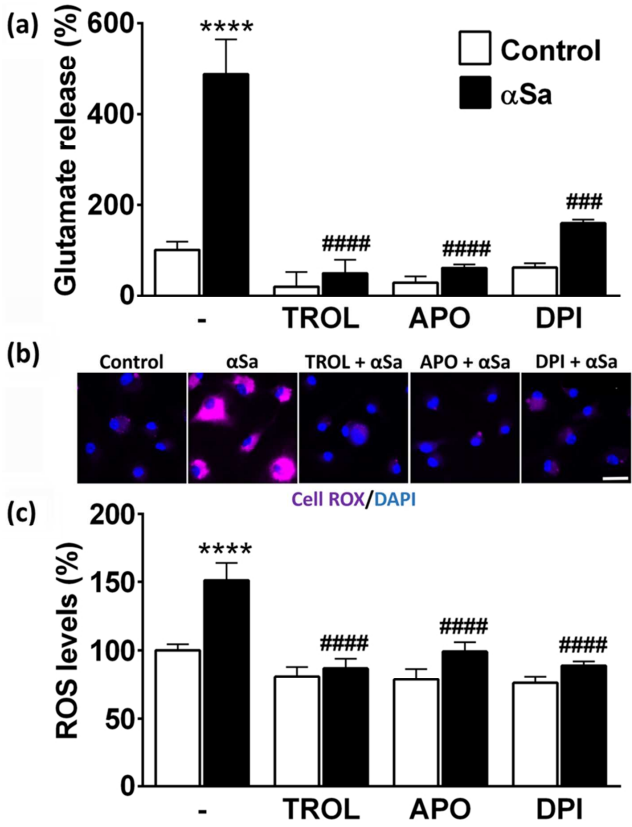 (a)
Glutamate release (%)
600
400
200
0
****
####
####
###
Control
αSa
-
TROL
APO
DPI
(b)
Control
αSa
TROL + αSa
APO + αSa
DPI + αSa
Cell ROX/DAPI
(c)
ROS levels (%)
200
150
100
50
0
****
####
####
####
-
TROL
APO
DPI